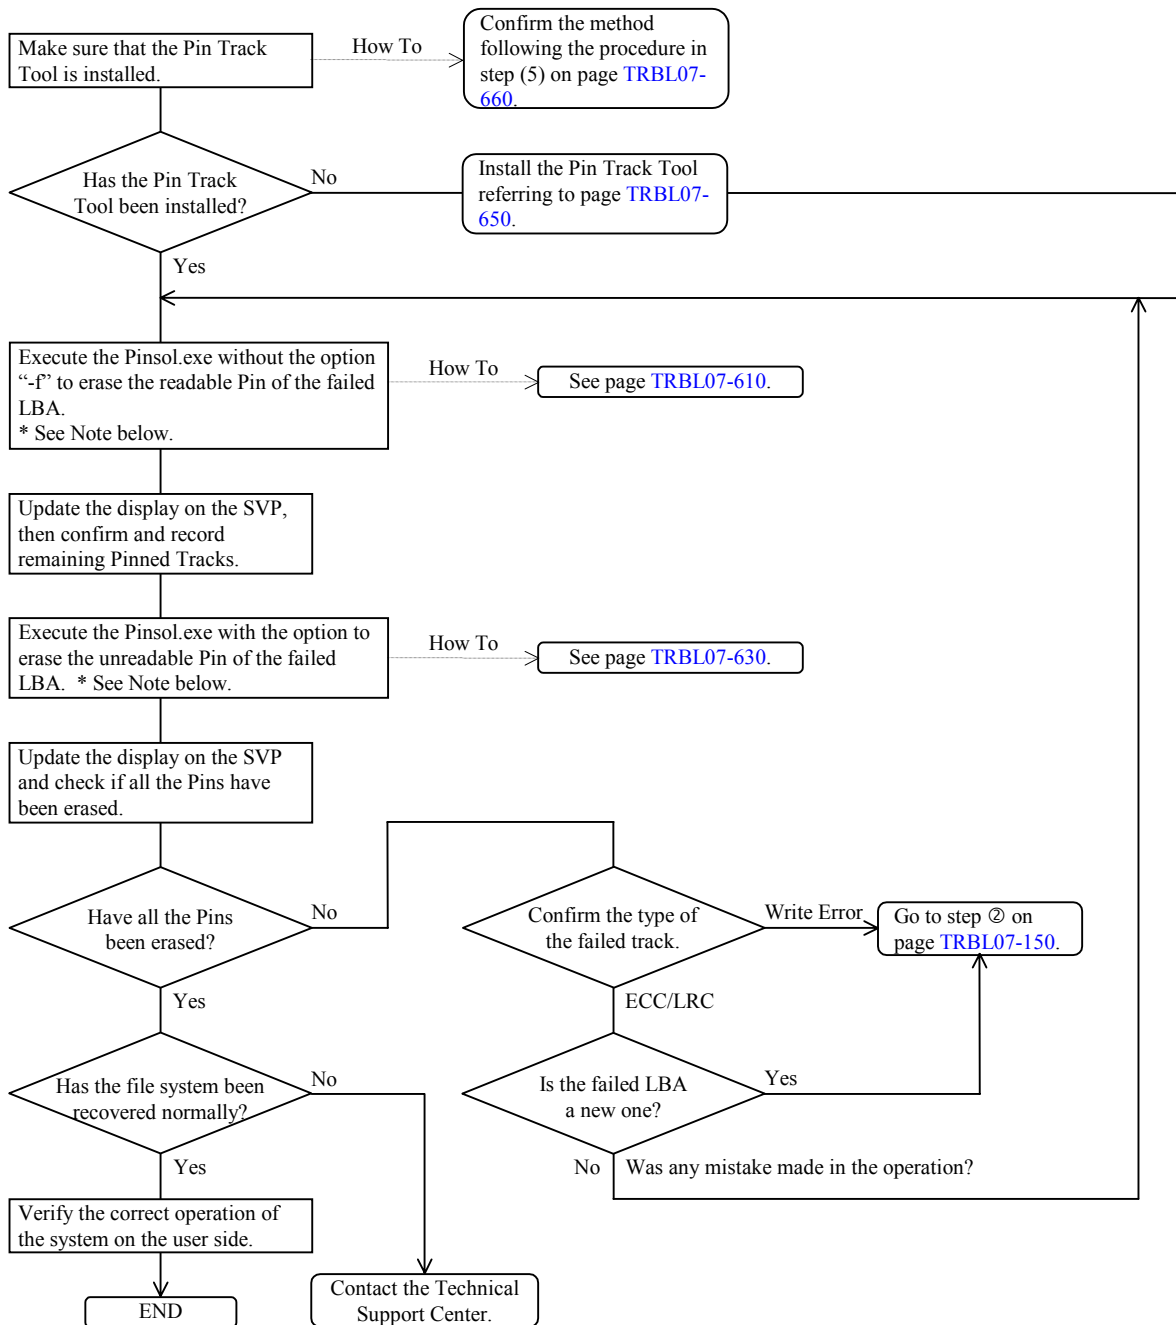 Make sure that the Pin Track
Tool is installed.
How To
Confirm the method
following the procedure in
step (5) on page TRBL07-
660.
Has the Pin Track
Tool been installed?
No
Install the Pin Track Tool
referring to page TRBL07-
650.
Yes
Execute the Pinsol.exe without the option
“-f” to erase the readable Pin of the failed
LBA.
* See Note below.
How To
See page TRBL07-610.
Update the display on the SVP,
then confirm and record
remaining Pinned Tracks.
Execute the Pinsol.exe with the option to
erase the unreadable Pin of the failed
LBA.  * See Note below.
How To
See page TRBL07-630.
Update the display on the SVP
and check if all the Pins have
been erased.
Have all the Pins
been erased?
No
Confirm the type of
the failed track.
Write Error
Go to step ② on
page TRBL07-150.
Yes
ECC/LRC
Has the file system been
recovered normally?
No
Is the failed LBA
a new one?
Yes
Yes
No
Was any mistake made in the operation?
Verify the correct operation of
the system on the user side.
END
Contact the Technical
Support Center.